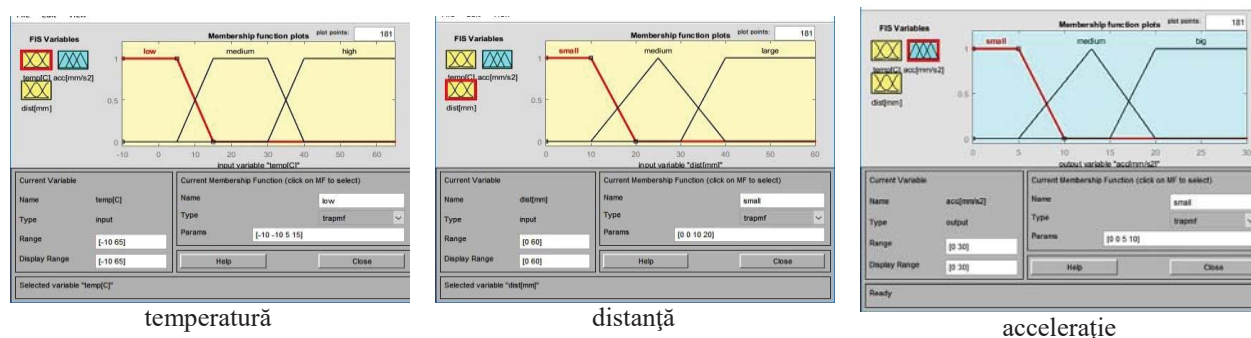 FIS Variables
Membership function plots plot points: 181
low medium high
temp[C] acc[mm/s2]
dist[mm]
1
0.5
0
-10 0 10 20 30 40 50 60
input variable "temp[C]"
Current Variable
Name temp[C]
Type input
Range [-10 65]
Display Range [-10 65]
Current Membership Function (click on MF to select)
Name low
Type trapmf
Params [-10 -10 5 15]
Help Close
Selected variable "temp[C]"
temperatură
FIS Variables
Membership function plots plot points: 181
small medium large
temp[C] acc[mm/s2]
dist[mm]
1
0.5
0
0 10 20 30 40 50 60
input variable "dist[mm]"
Current Variable
Name dist[mm]
Type input
Range [0 60]
Display Range [0 60]
Current Membership Function (click on MF to select)
Name small
Type trapmf
Params [0 0 10 20]
Help Close
Selected variable "dist[mm]"
distanţă
FIS Variables
Membership function plots plot points: 181
small medium big
temp[C] acc[mm/s2]
dist[mm]
1
0.5
0
0 5 10 15 20 25 30
output variable "acc[mm/s2]"
Current Variable
Name acc[mm/s2]
Type output
Range [0 30]
Display Range [0 30]
Current Membership Function (click on MF to select)
Name small
Type trapmf
Params [0 0 5 10]
Help Close
Ready
acceleraţie